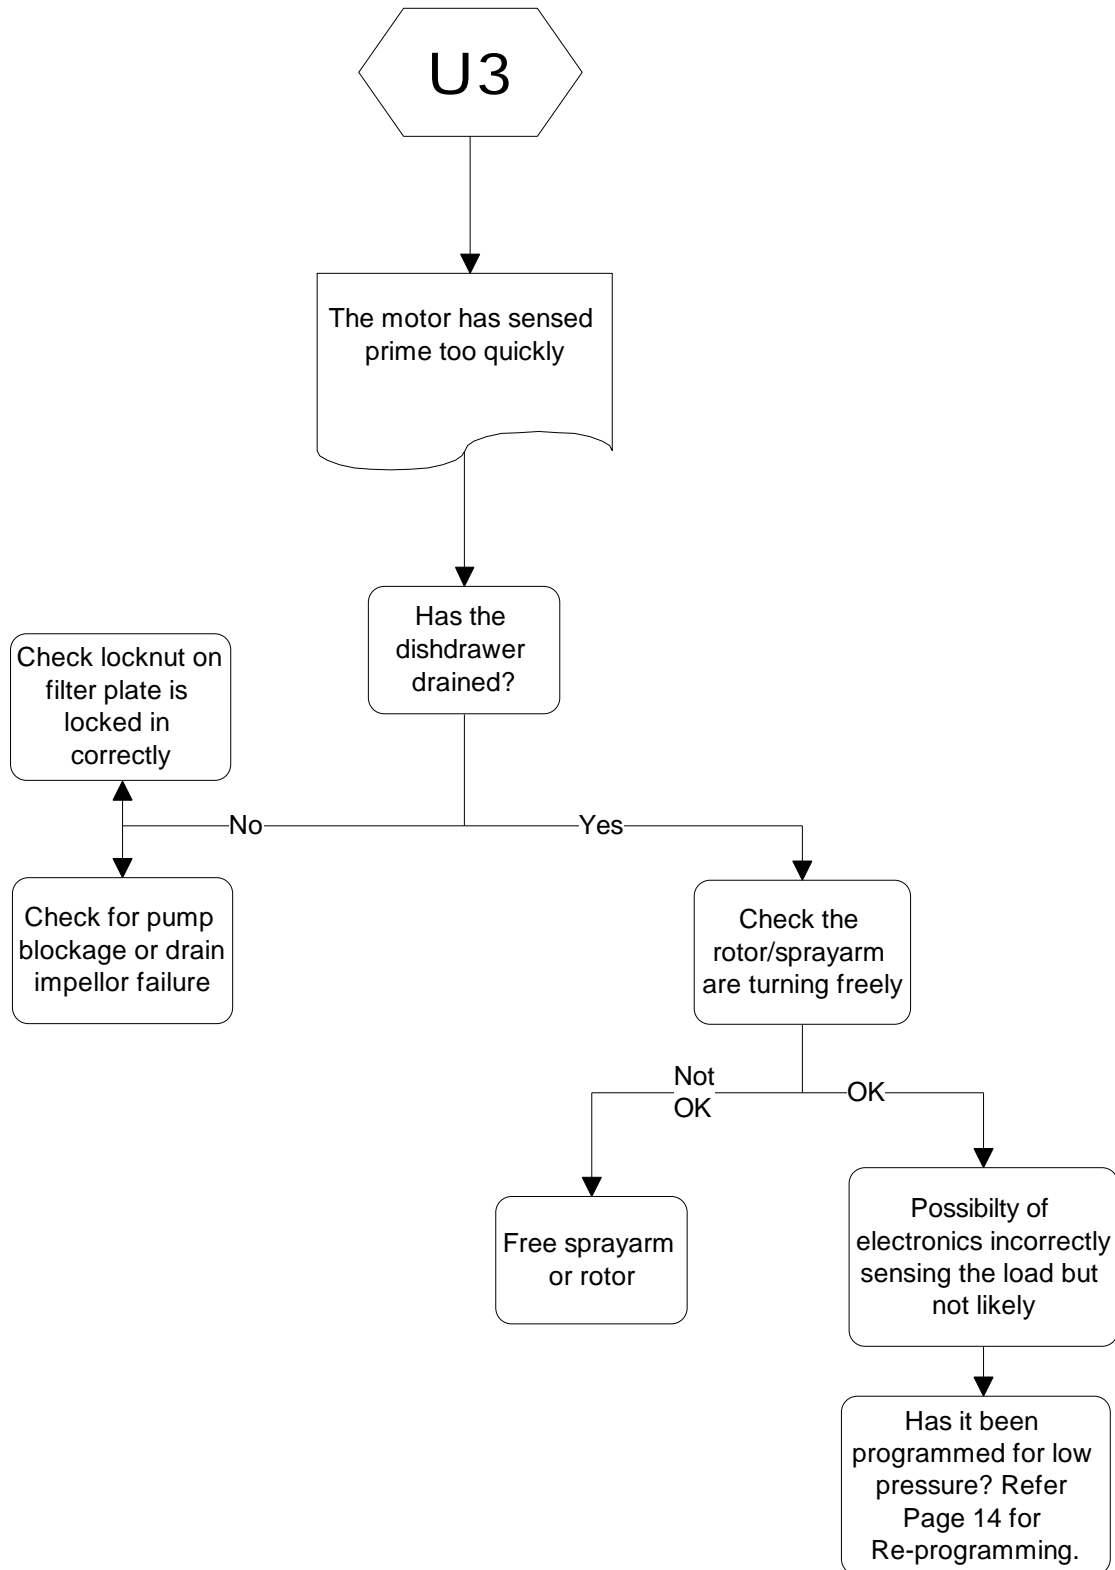 U3
The motor has sensed
prime too quickly
Has the
dishdrawer
drained?
Check locknut on
filter plate is
locked in
correctly
No
Yes
Check for pump
blockage or drain
impellor failure
Check the
rotor/sprayarm
are turning freely
Not
OK
OK
Free sprayarm
or rotor
Possibilty of
electronics incorrectly
sensing the load but
not likely
Has it been
programmed for low
pressure? Refer
Page 14 for
Re-programming.